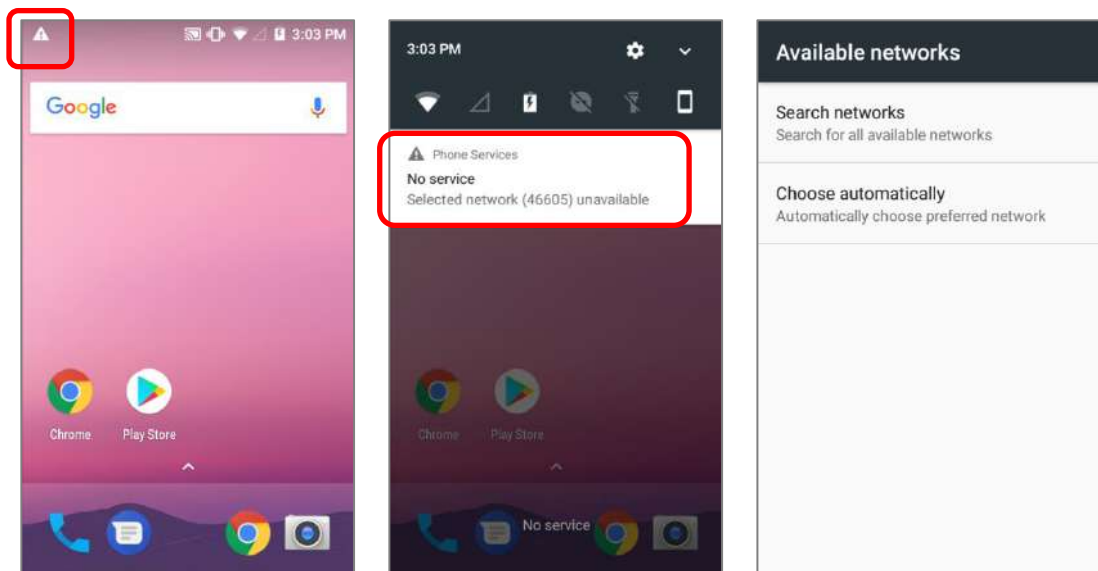 3:03 PM
Google
Chrome
Play Store
3:03 PM
Phone Services
No service
Selected network (46605) unavailable
Chrome
Play Store
No service
Available networks
Search networks
Search for all available networks
Choose automatically
Automatically choose preferred network